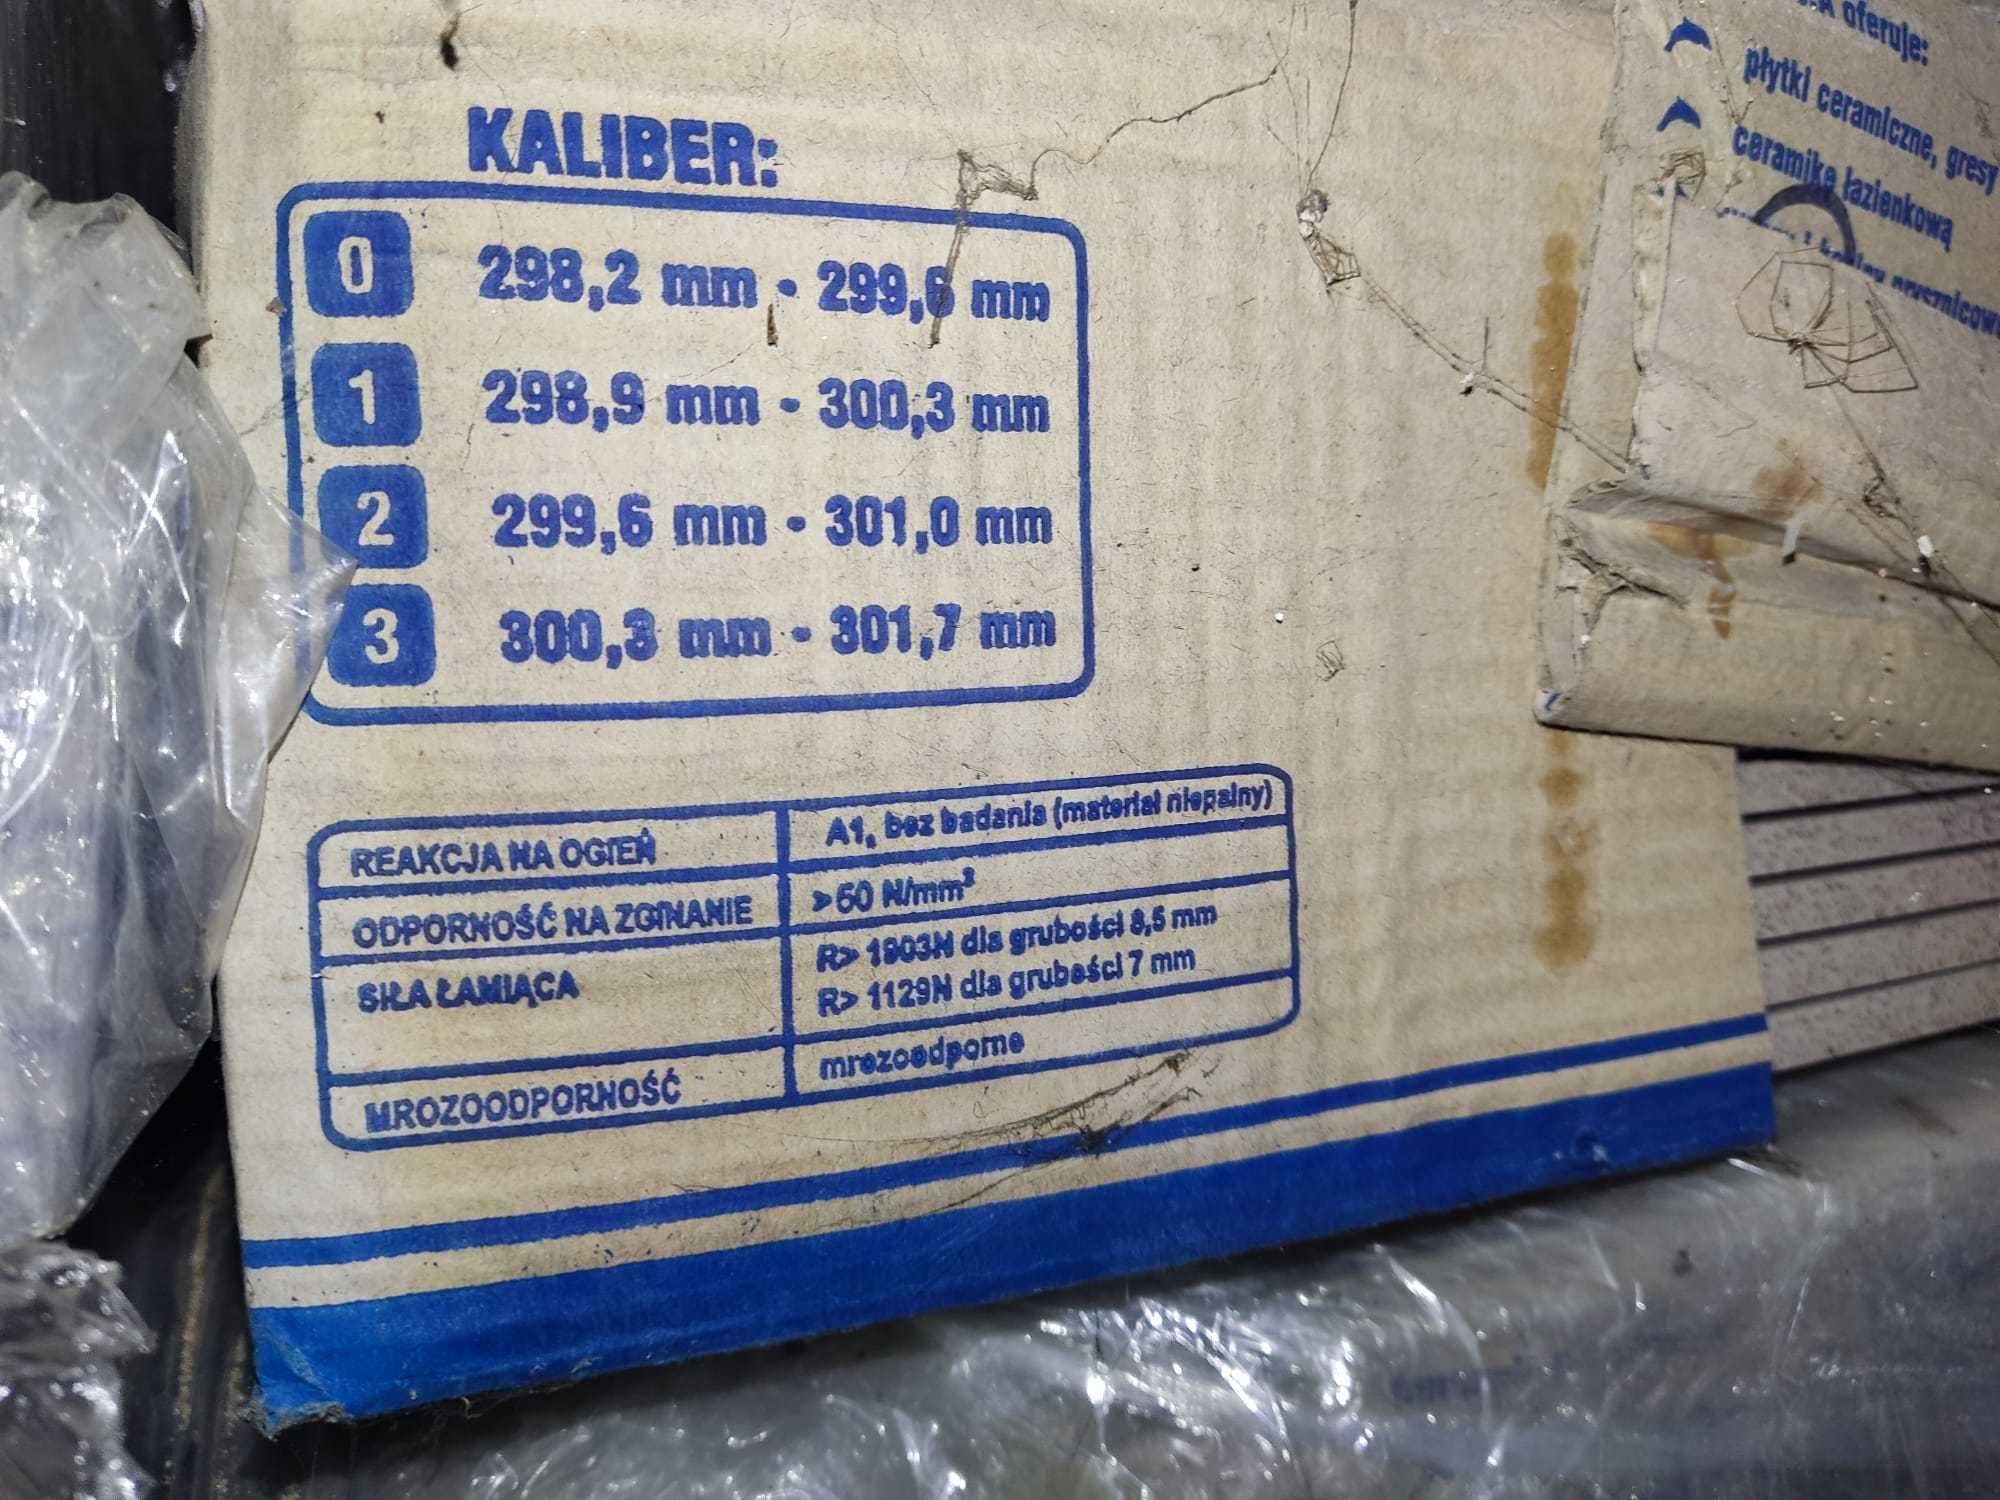 KALIBER:
0 298,2 mm - 299,6 mm
1 298,9 mm - 300,3 mm
2 299,6 mm - 301,0 mm
3 300,3 mm - 301,7 mm
REAKCJA NA OGIEŃ A1, bez badania (materiał niepalny)
ODPORNOŚĆ NA ZGINANIE >50 N/mm²
SIŁA ŁAMIĄCA R> 1903N dla grubości 8,5 mm
R> 1129N dla grubości 7 mm
MROZOODPORNOŚĆ mrozoodporne
oferuje:
płytki ceramiczne, gresy
ceramikę łazienkową